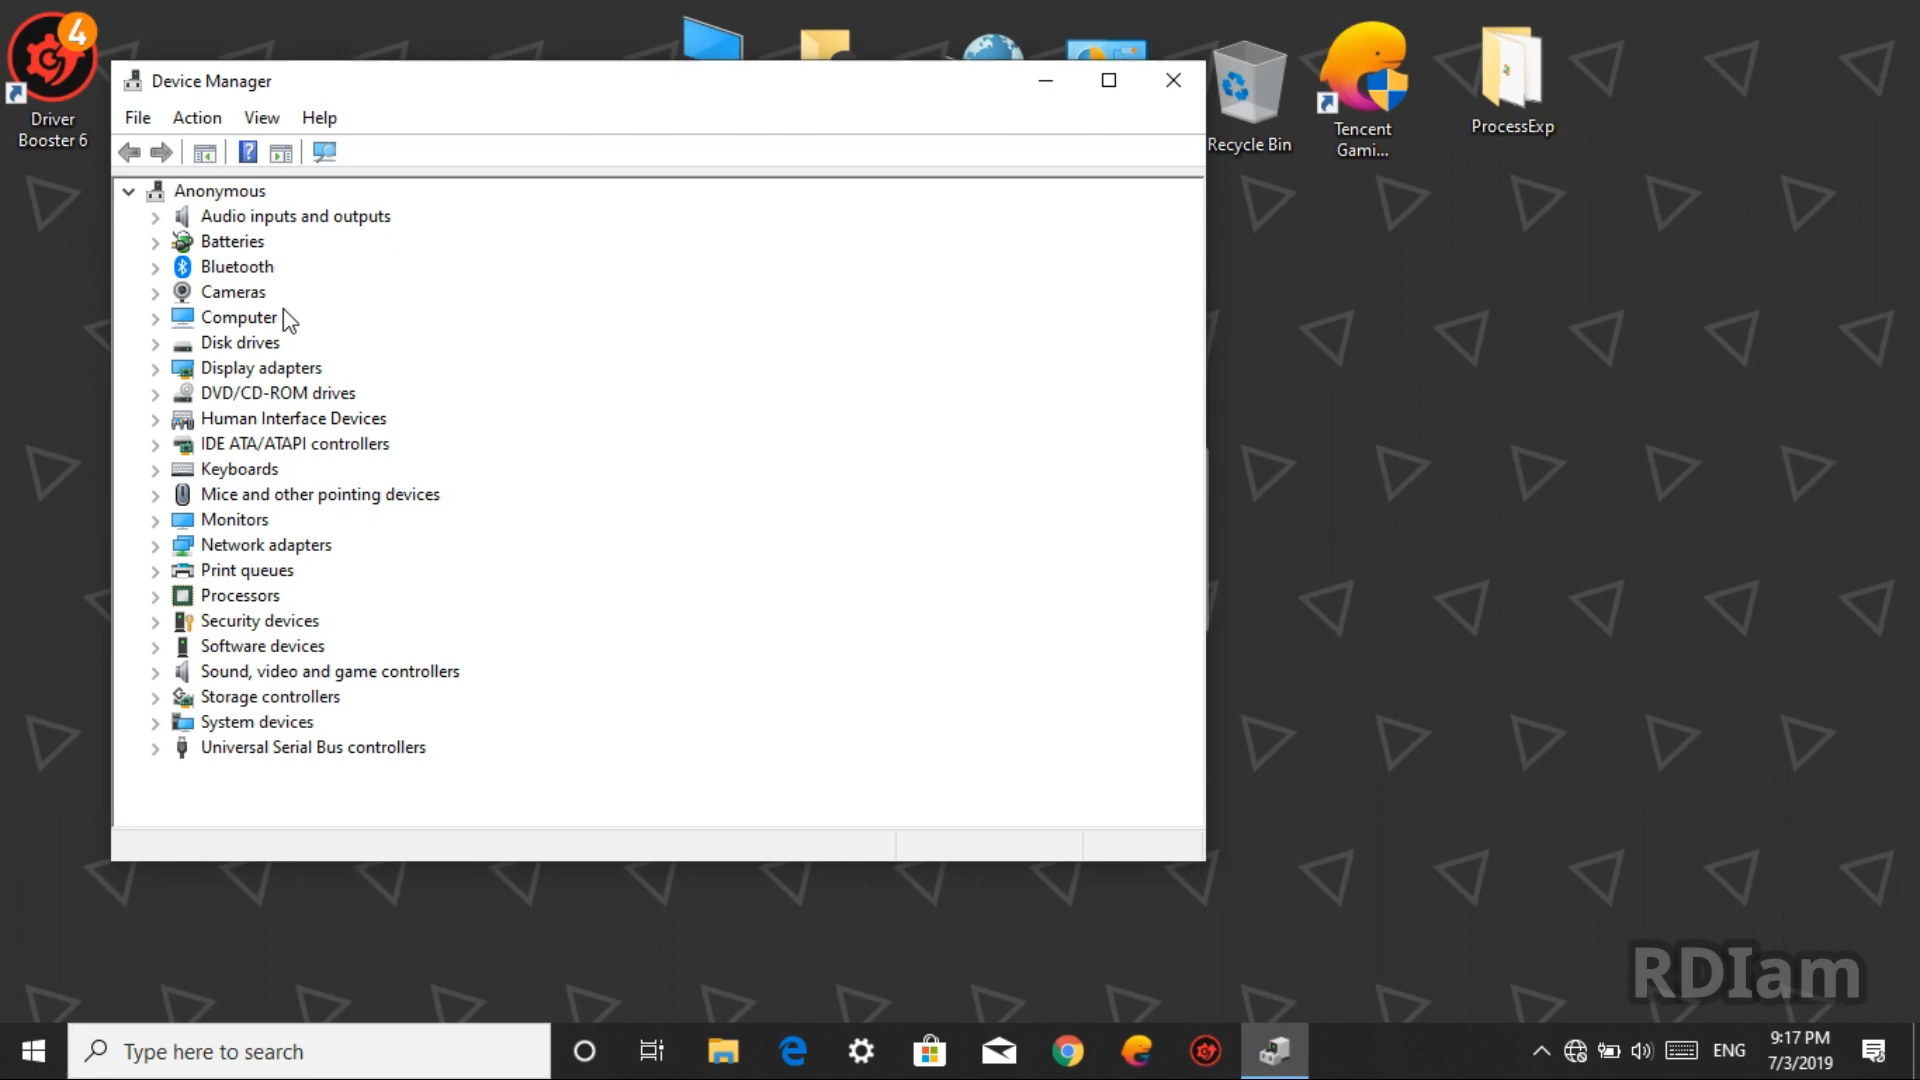 4
Driver
Booster 6
Device Manager
File Action View Help
Anonymous
Audio inputs and outputs
Batteries
Bluetooth
Cameras
Computer
Disk drives
Display adapters
DVD/CD-ROM drives
Human Interface Devices
IDE ATA/ATAPI controllers
Keyboards
Mice and other pointing devices
Monitors
Network adapters
Print queues
Processors
Security devices
Software devices
Sound, video and game controllers
Storage controllers
System devices
Universal Serial Bus controllers
Recycle Bin
Tencent
Gami...
ProcessExp
RDIam
Type here to search
ENG
9:17 PM
7/3/2019